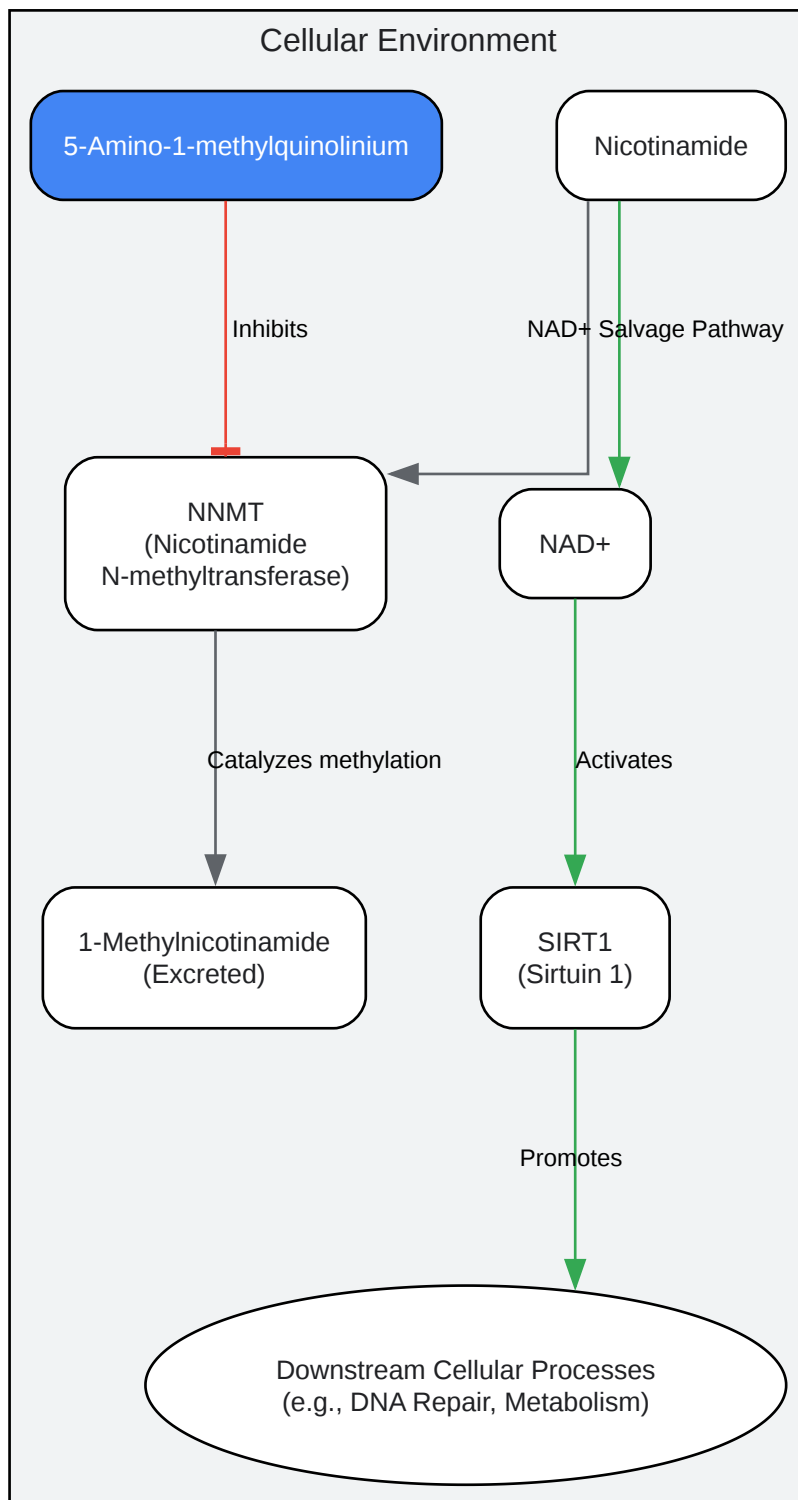 Cellular Environment
5-Amino-1-methylquinolinium
Nicotinamide
Inhibits
NAD+ Salvage Pathway
NNMT
(Nicotinamide
N-methyltransferase)
NAD+
Catalyzes methylation
Activates
1-Methylnicotinamide
(Excreted)
SIRT1
(Sirtuin 1)
Promotes
Downstream Cellular Processes
(e.g., DNA Repair, Metabolism)